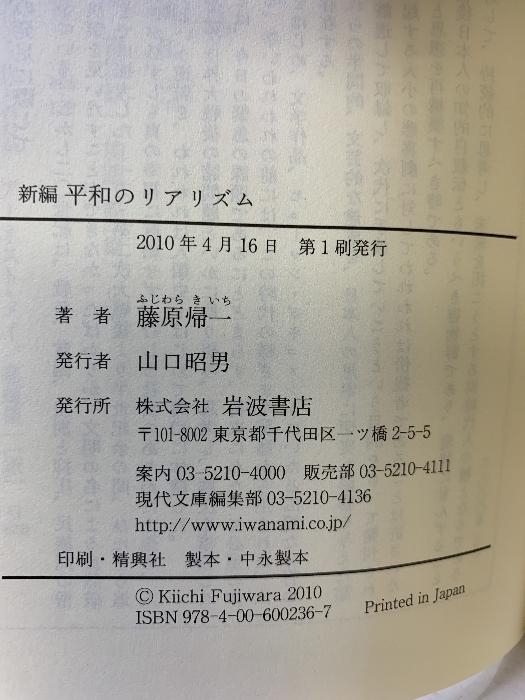 新編 平和のリアリズム
2010年4月16日 第1刷発行
ふじわら き いち
著 者 藤原帰一
発行者 山口昭男
発行所 株式会社 岩波書店
〒101-8002 東京都千代田区一ツ橋2-5-5
案内 03-5210-4000 販売部 03-5210-4111
現代文庫編集部 03-5210-4136
http://www.iwanami.co.jp/
印刷・精興社 製本・中永製本
© Kiichi Fujiwara 2010
ISBN 978-4-00-600236-7 Printed in Japan